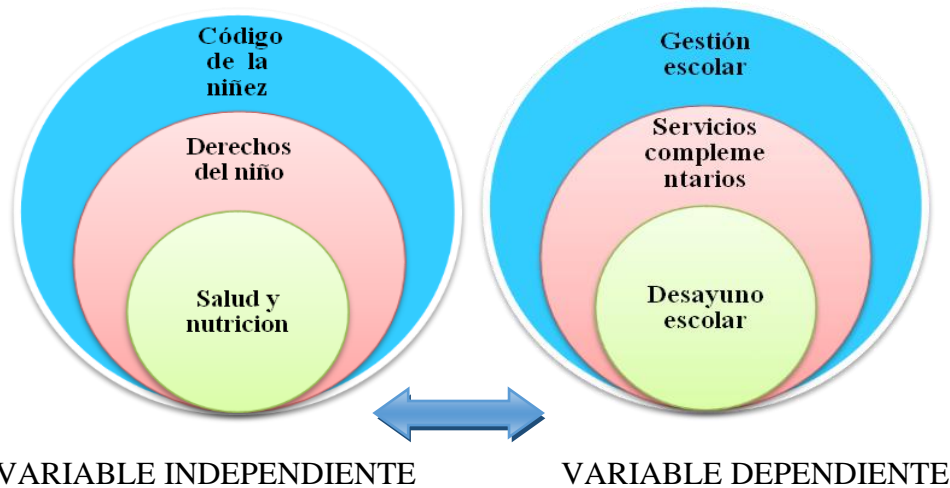 Código
de la
niñez
Derechos
del niño
Salud y
nutricion
Gestión
escolar
Servicios
compleme
ntarios
Desayuno
escolar
VARIABLE INDEPENDIENTE
VARIABLE DEPENDIENTE